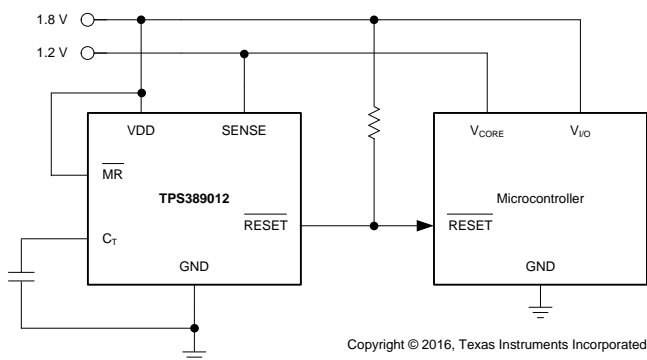 1.8 V
1.2 V
VDD
SENSE
V_CORE
V_I/O
MR
TPS389012
Microcontroller
RESET
RESET
C_T
GND
GND
Copyright © 2016, Texas Instruments Incorporated